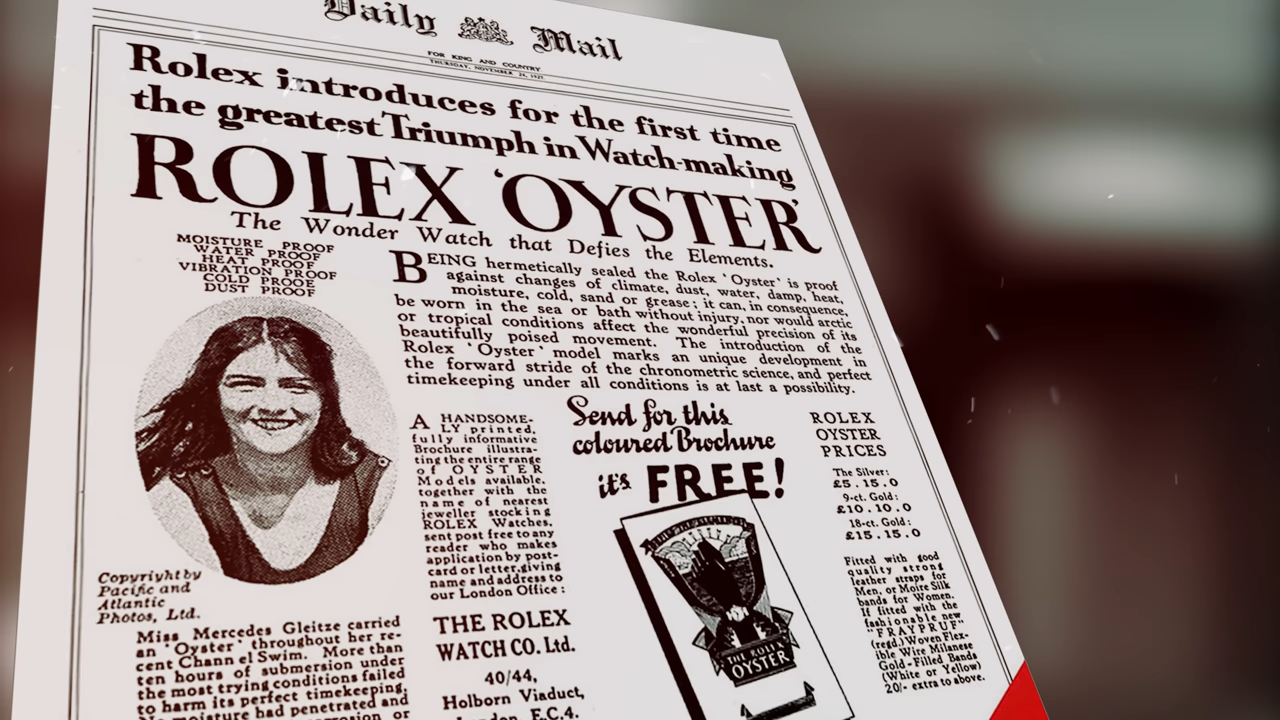 Daily Mail
FOR KING AND COUNTRY
THURSDAY, NOVEMBER 24, 1927
Rolex introduces for the first time
the greatest Triumph in Watch-making
ROLEX 'OYSTER'
The Wonder Watch that Defies the Elements.
MOISTURE PROOF
WATER PROOF
HEAT PROOF
VIBRATION PROOF
COLD PROOF
DUST PROOF
BEING hermetically sealed the Rolex 'Oyster' is proof
against changes of climate, dust, water, damp, heat,
moisture, cold, sand or grease; it can, in consequence,
be worn in the sea or bath without injury, nor would arctic
or tropical conditions affect the wonderful precision of its
beautifully poised movement. The introduction of the
Rolex 'Oyster' model marks an unique development in
the forward stride of the chronometric science, and perfect
timekeeping under all conditions is at last a possibility.
Copyright by
Pacific and
Atlantic
Photos, Ltd.
Miss Mercedes Gleitze carried
an 'Oyster' throughout her re-
cent Chann el Swim. More than
ten hours of submersion under
the most trying conditions failed
to harm its perfect timekeeping.
No moisture had penetrated and
corrosion or
A HANDSOME-
LY printed,
fully informative
Brochure illustra-
ting the entire range
of OYSTER
Models available,
together with the
name of nearest
jeweller stocking
ROLEX Watches,
sent post free to any
reader who makes
application by post-
card or letter, giving
name and address to
our London Office:
THE ROLEX
WATCH CO. Ltd.
40/44,
Holborn Viaduct,
London, E.C.4.
Send for this
coloured Brochure
it's FREE!
THE ROLEX
OYSTER
ROLEX
OYSTER
PRICES
The Silver:
£5.15.0
9-ct. Gold:
£10.10.0
18-ct. Gold:
£15.15.0
Fitted with good
quality strong
leather straps for
Men, or Moire Silk
bands for Women.
If fitted with the
fashionable new
"FRAYPRUF"
(regd.) Woven Flex-
ible Wire Milanese
Gold-Filled Bands
(White or Yellow)
20/- extra to above.